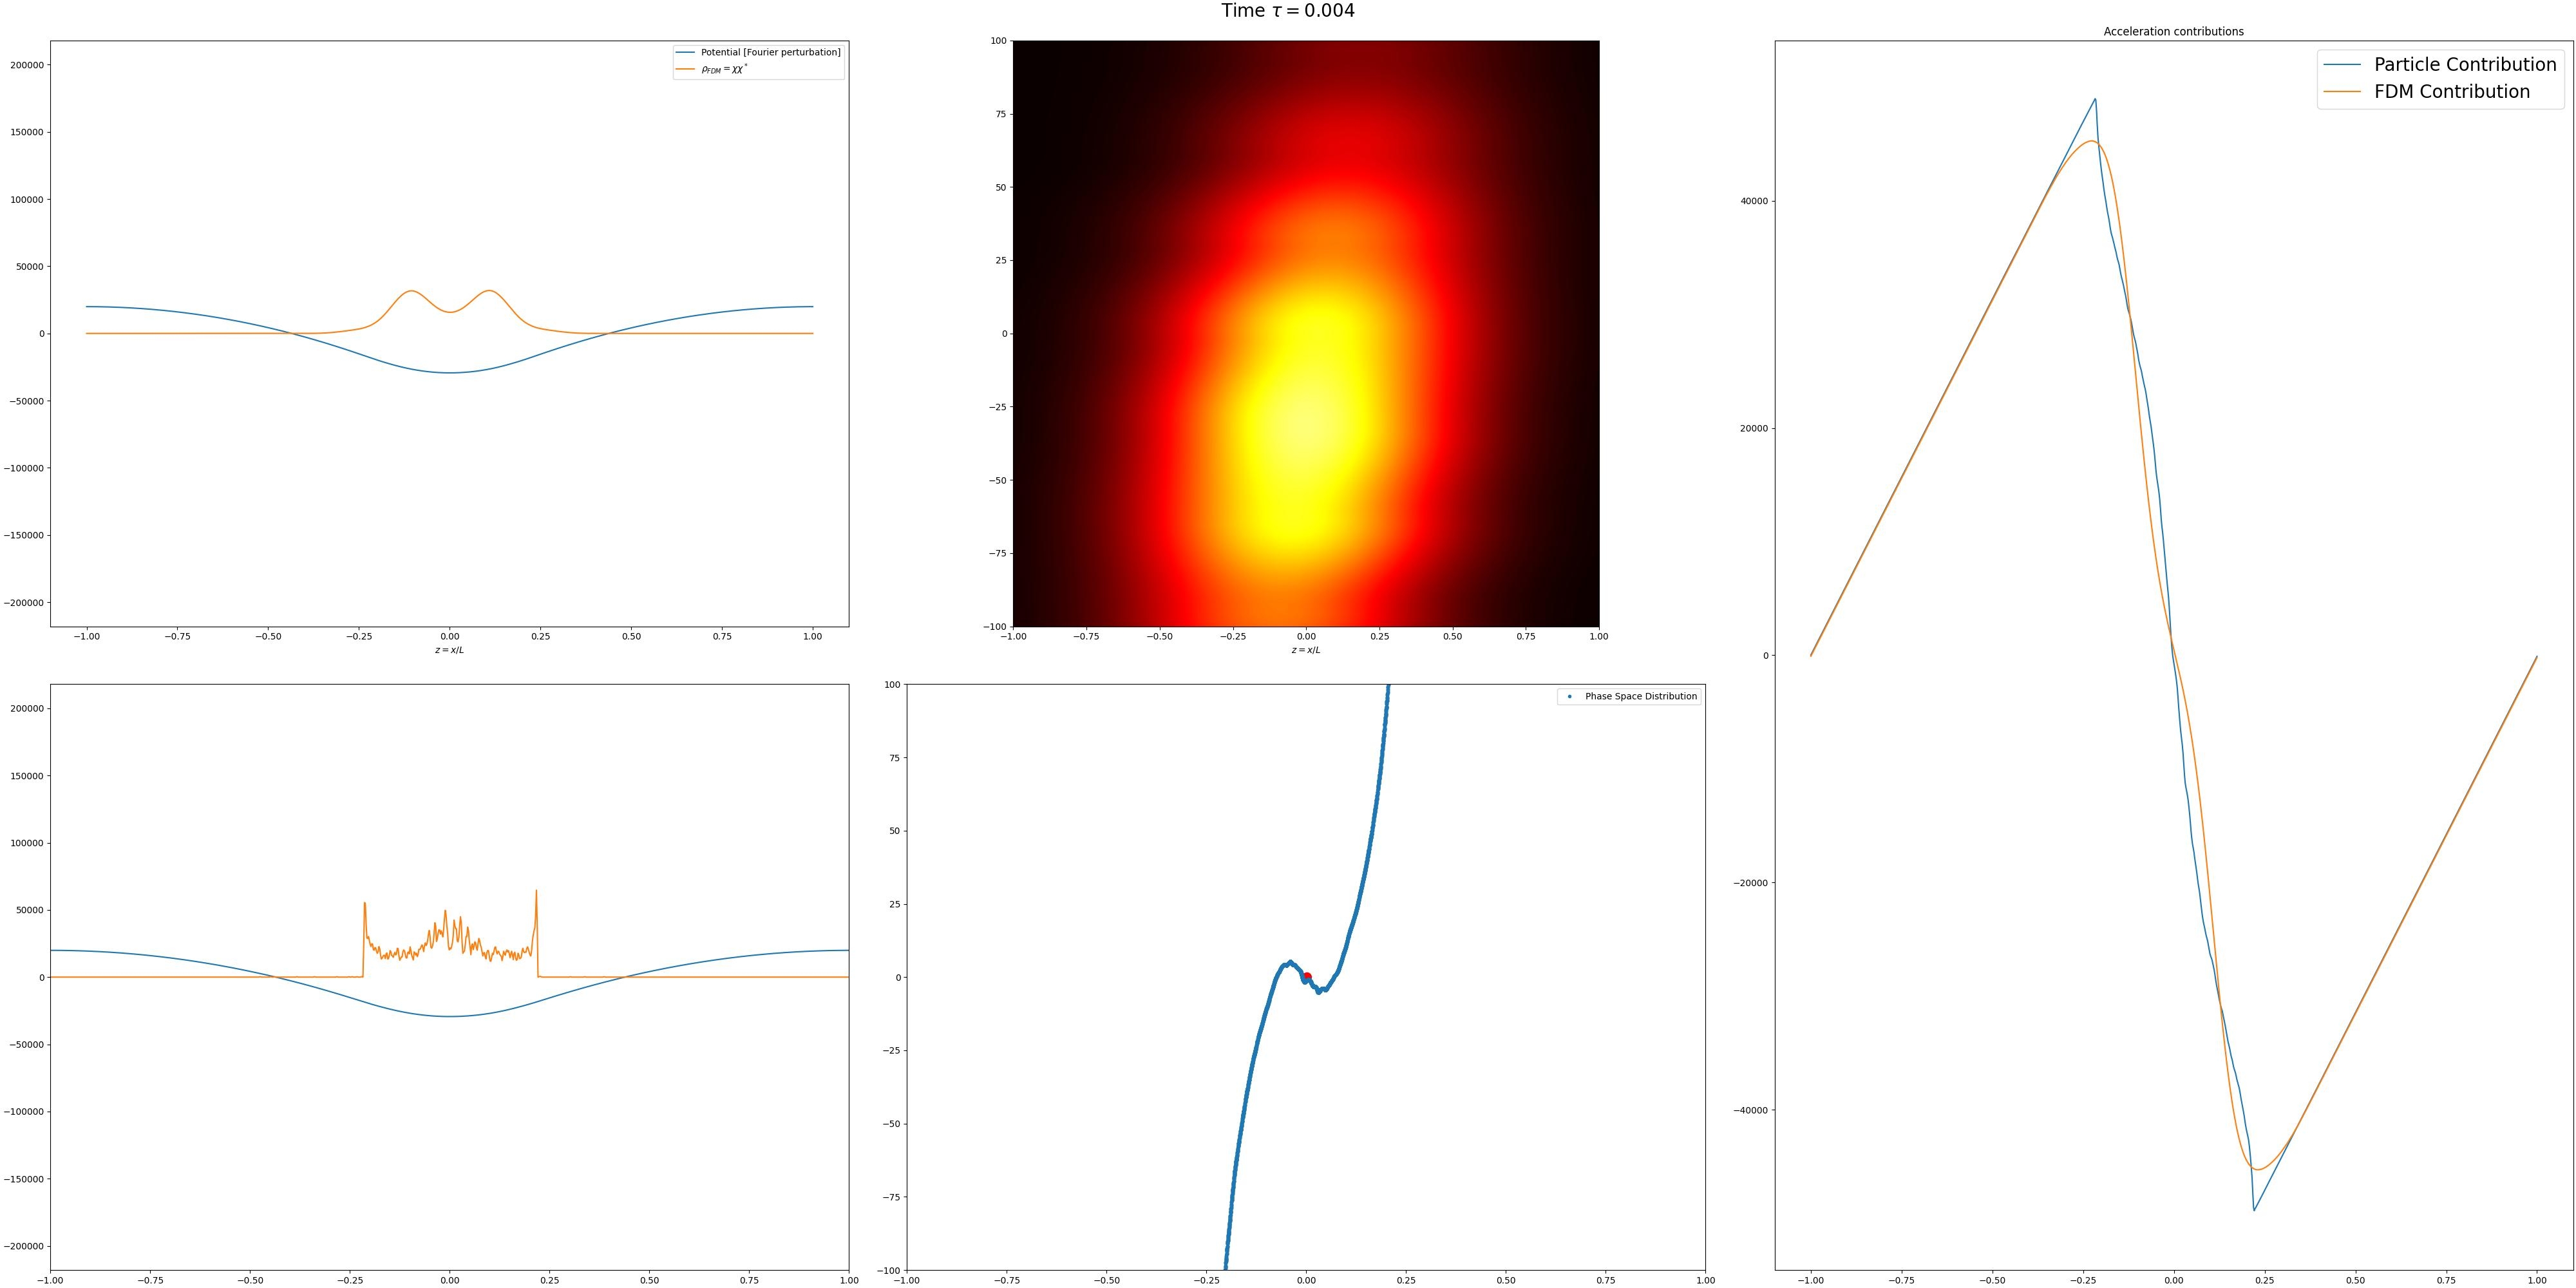 Time τ = 0.004
200000
150000
100000
50000
0
−50000
−100000
−150000
−200000
Potential [Fourier perturbation]
ρFDM = χχ*
−1.00 −0.75 −0.50 −0.25 0.00 0.25 0.50 0.75 1.00
z = x/L
100
75
50
25
0
−25
−50
−75
−100
−1.00 −0.75 −0.50 −0.25 0.00 0.25 0.50 0.75 1.00
z = x/L
Acceleration contributions
Particle Contribution
FDM Contribution
40000
20000
0
−20000
−40000
−1.00 −0.75 −0.50 −0.25 0.00 0.25 0.50 0.75 1.00
200000
150000
100000
50000
0
−50000
−100000
−150000
−200000
−1.00 −0.75 −0.50 −0.25 0.00 0.25 0.50 0.75 1.00
Phase Space Distribution
100
75
50
25
0
−25
−50
−75
−100
−1.00 −0.75 −0.50 −0.25 0.00 0.25 0.50 0.75 1.00